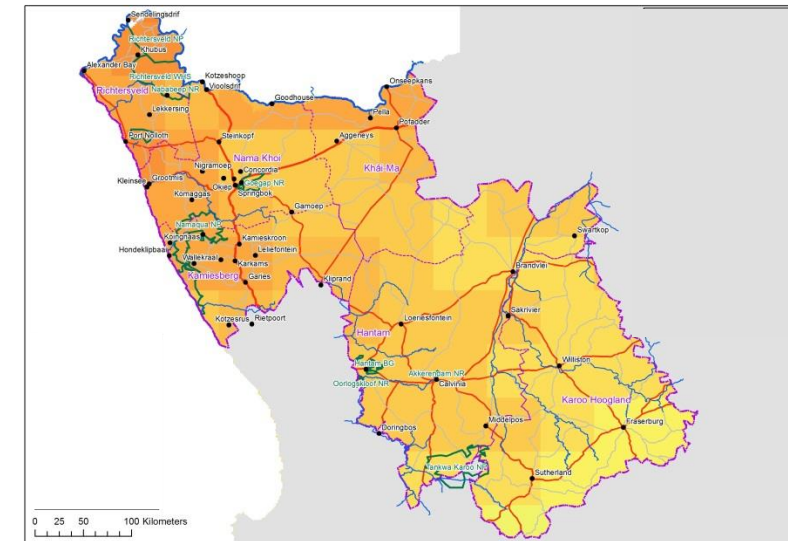 Sendelingsdrif
Richtersveld NP
Khubus
Alexander Bay
Richtersveld WHS
Kotzeshoop
Vioolsdrif
Nababeep NR
Richtersveld
Goodhouse
Onseepkans
Lekkersing
Pella
Pofadder
Port Nolloth
Steinkopf
Aggeneys
Nama Khoi
Khâi-Ma
Nigramoep
Concordia
Goegap NR
Kleinsee
Grootmis
Okiep
Springbok
Komaggas
Gamoep
Namaqua NP
Koingnaas
Kamieskroon
Swartkop
Hondeklipbaai
Leliefontein
Wallekraal
Karkams
Brandvlei
Kamiesberg
Garies
Kliprand
Kotzesrus
Rietpoort
Loeriesfontein
Sakrivier
Hantam
Hantam BG
Akkerendam NR
Williston
Oorlogskloof NR
Calvinia
Karoo Hoogland
Doringbos
Middelpos
Fraserburg
Tankwa Karoo NP
Sutherland
0 25 50 100 Kilometers